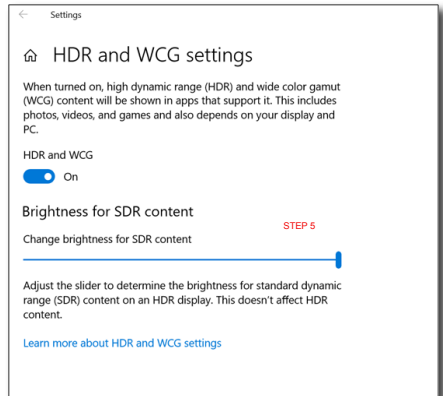 Settings
HDR and WCG settings
When turned on, high dynamic range (HDR) and wide color gamut
(WCG) content will be shown in apps that support it. This includes
photos, videos, and games and also depends on your display and
PC.
HDR and WCG
On
Brightness for SDR content
STEP 5
Change brightness for SDR content
Adjust the slider to determine the brightness for standard dynamic
range (SDR) content on an HDR display. This doesn't affect HDR
content.
Learn more about HDR and WCG settings